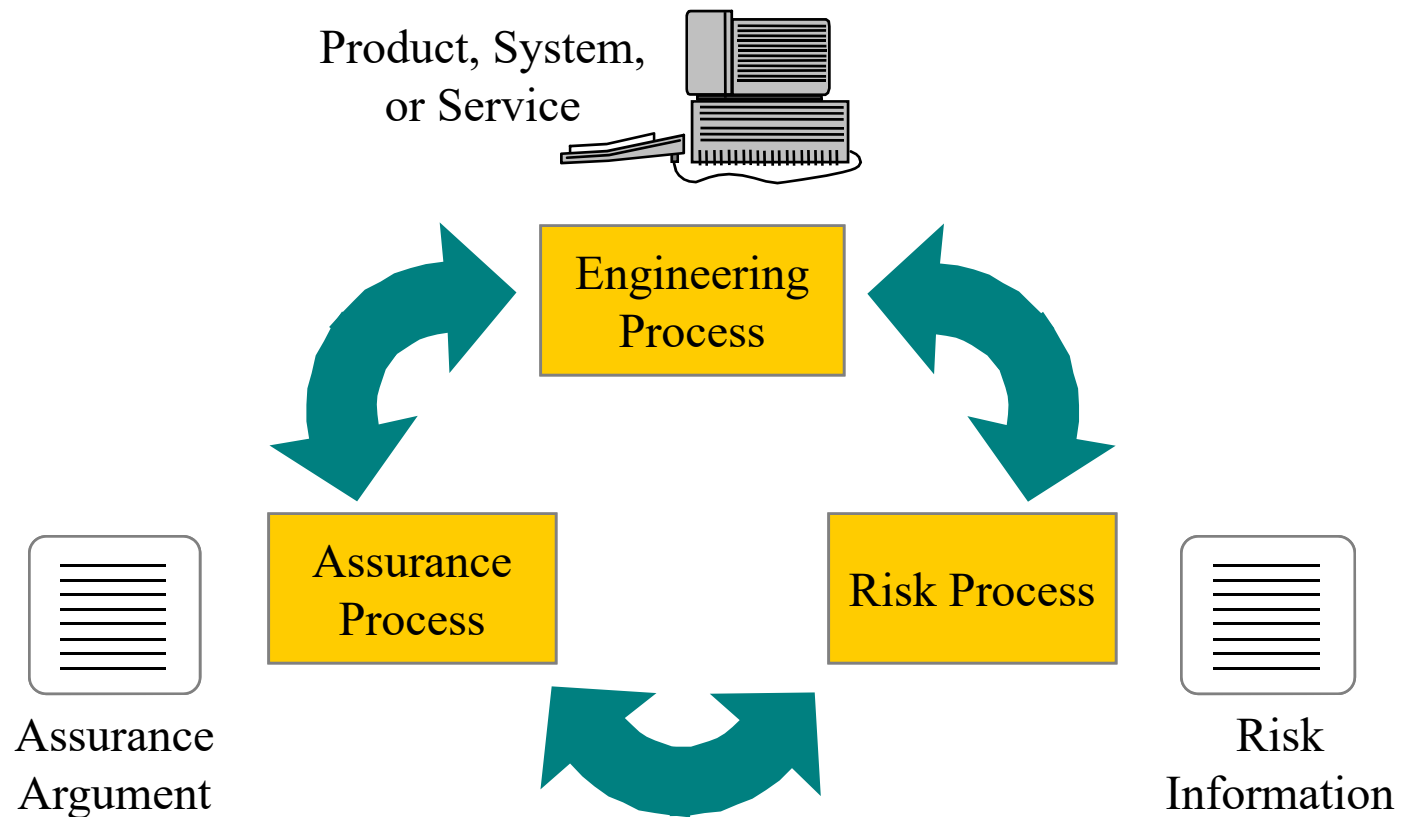 Product, System,
or Service
Engineering
Process
Assurance
Process
Risk Process
Assurance
Argument
Risk
Information